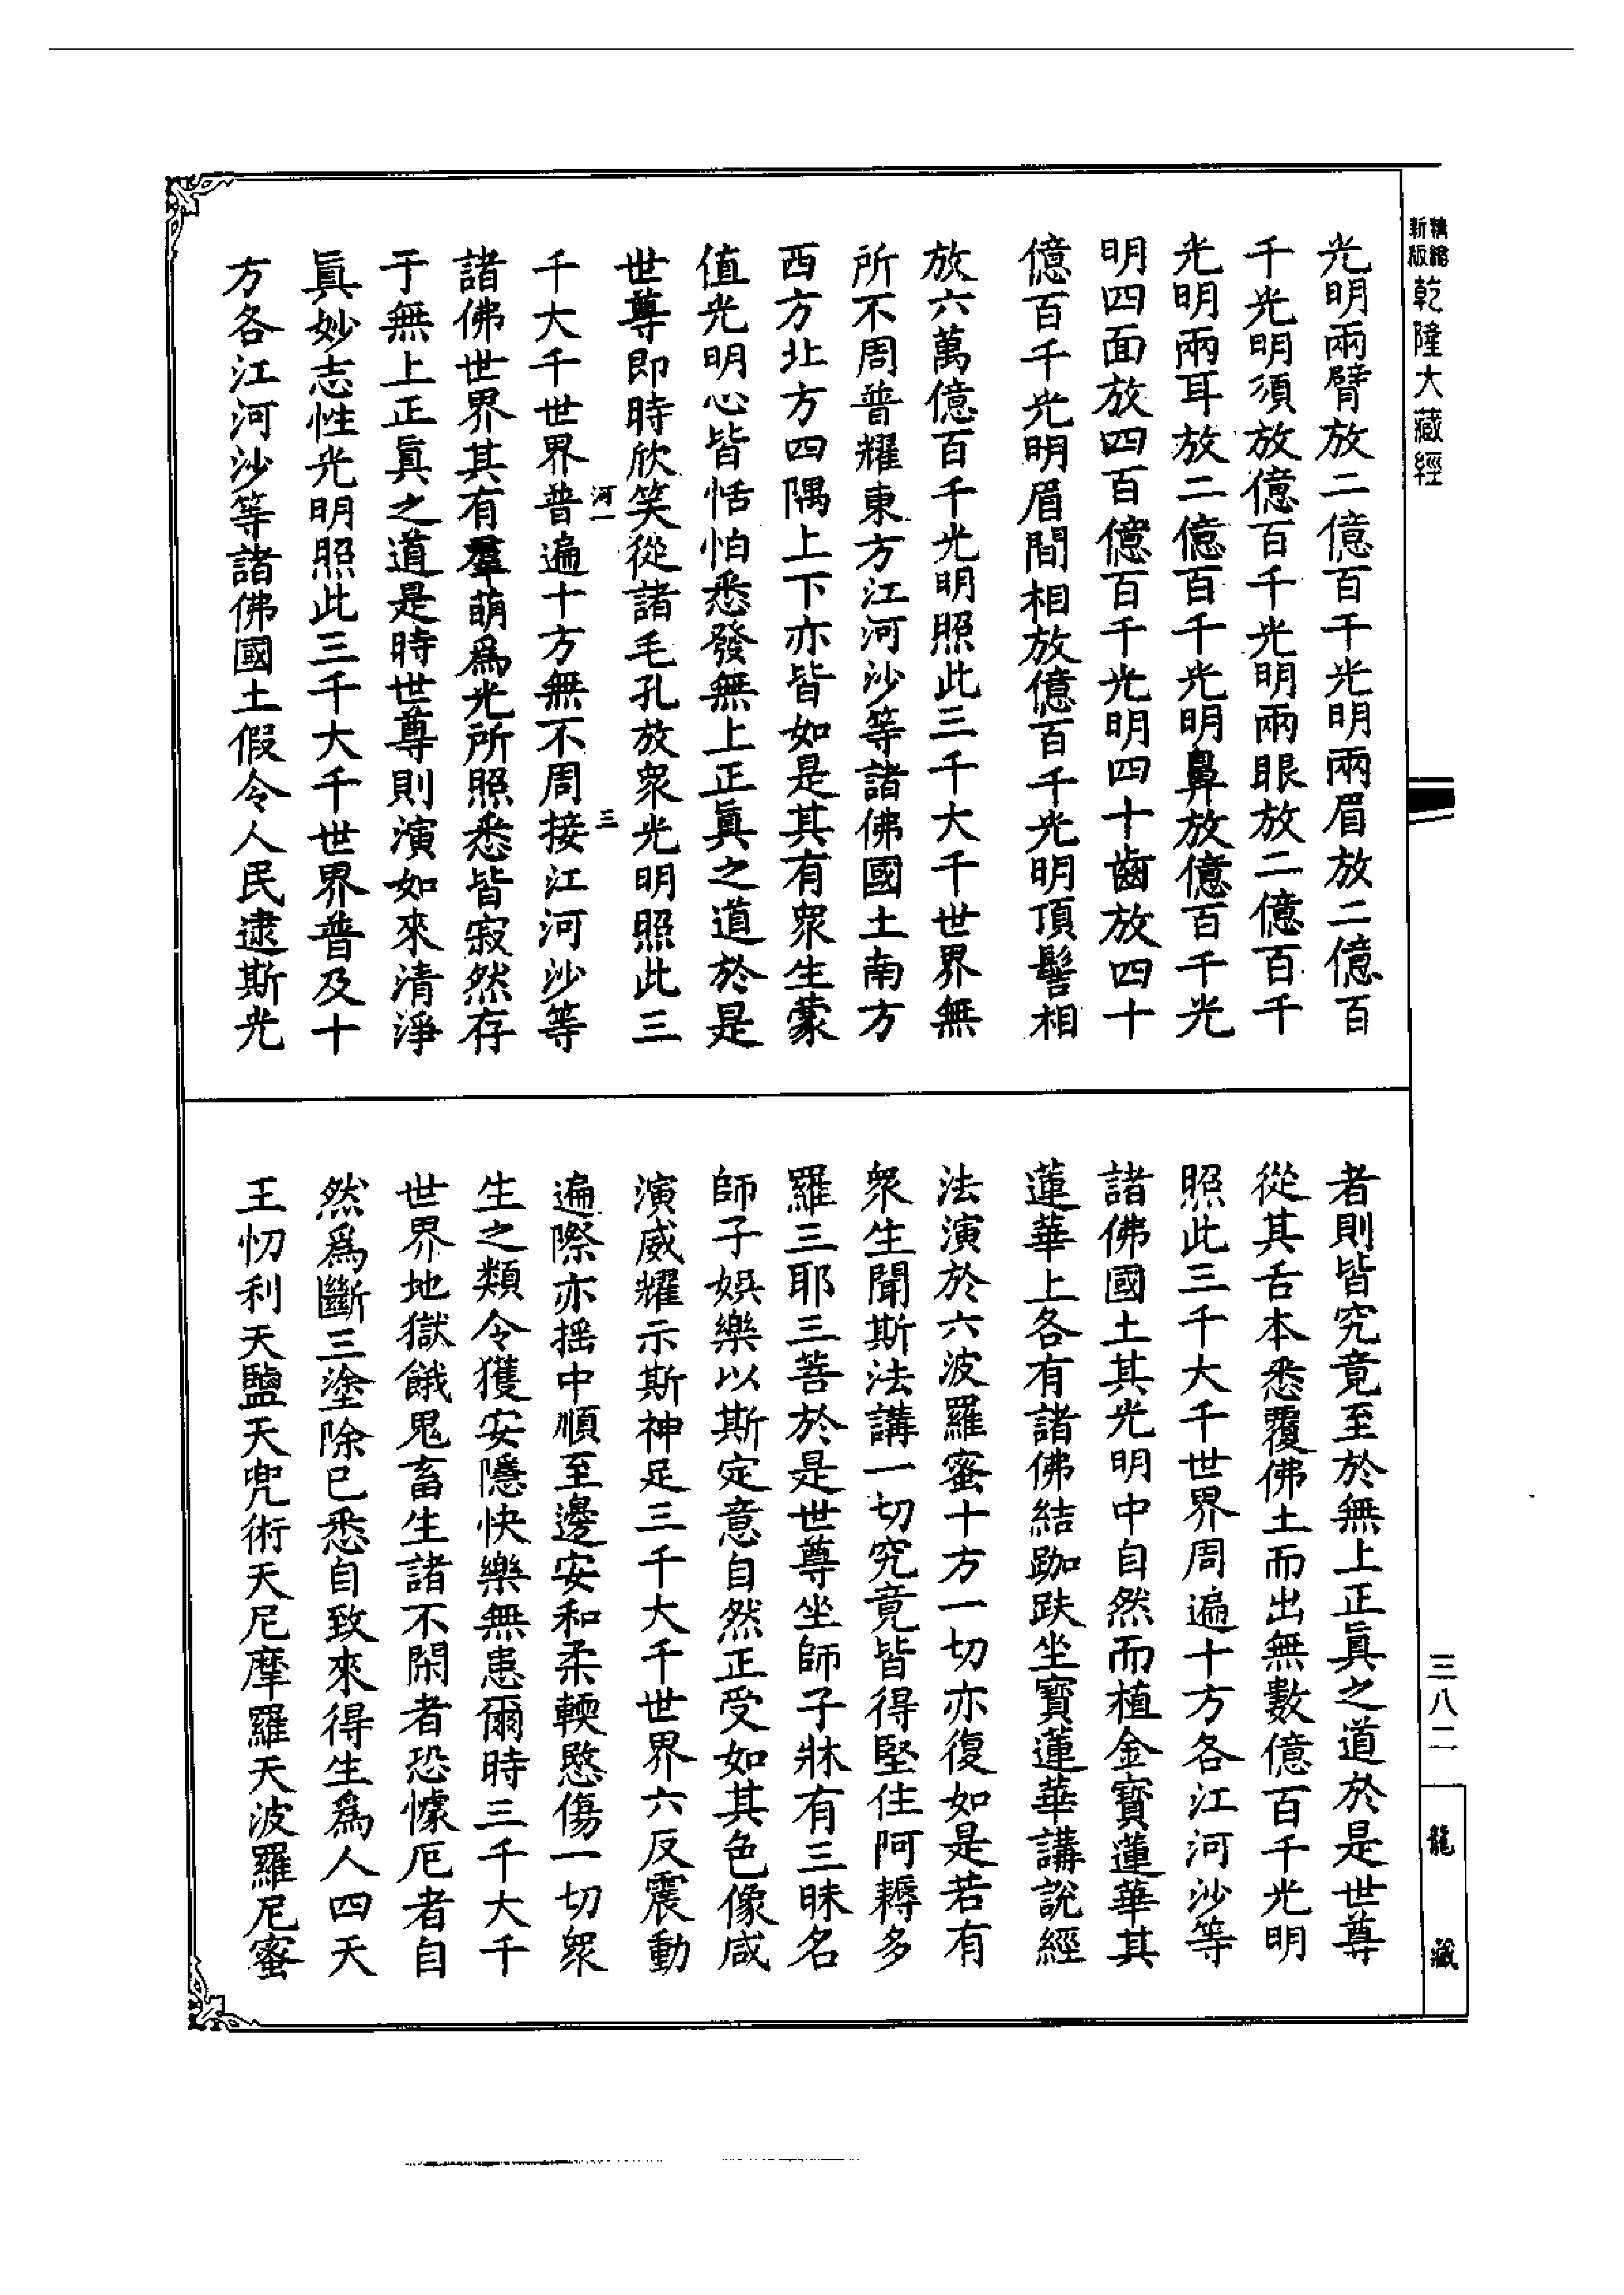 精縮
新版
乾隆大藏經
光明兩臂放二億百千光明兩眉放二億百
千光明須放億百千光明兩眼放二億百千
光明兩耳放二億百千光明鼻放億百千光
明四面放四百億百千光明四十齒放四十
億百千光明眉間相放億百千光明頂髻相
放六萬億百千光明照此三千大千世界無
所不周普耀東方江河沙等諸佛國土南方
西方北方四隅上下亦皆如是其有衆生蒙
值光明心皆恬怕悉發無上正眞之道於是
世尊即時欣笑從諸毛孔放衆光明照此三
河一
三
千大千世界普遍十方無不周接江河沙等
諸佛世界其有羣萌爲光所照悉皆寂然存
于無上正眞之道是時世尊則演如來清淨
眞妙志性光明照此三千大千世界普及十
方各江河沙等諸佛國土假令人民逮斯光
者則皆究竟至於無上正眞之道於是世尊
從其舌本悉覆佛土而出無數億百千光明
照此三千大千世界周遍十方各江河沙等
諸佛國土其光明中自然而植金寶蓮華其
蓮華上各有諸佛結跏趺坐寶蓮華講說經
法演於六波羅蜜十方一切亦復如是若有
衆生聞斯法講一切究竟皆得堅住阿耨多
羅三耶三菩於是世尊坐師子牀有三昧名
師子娛樂以斯定意自然正受如其色像咸
演威耀示斯神足三千大千世界六反震動
遍際亦搖中順至邊安和柔輭愍傷一切衆
生之類令獲安隱快樂無恚爾時三千大千
世界地獄餓鬼畜生諸不閑者恐懅厄者自
然爲斷三塗除已悉自致來得生爲人四天
王忉利天鹽天兜術天尼摩羅天波羅尼蜜
三八二
龍藏